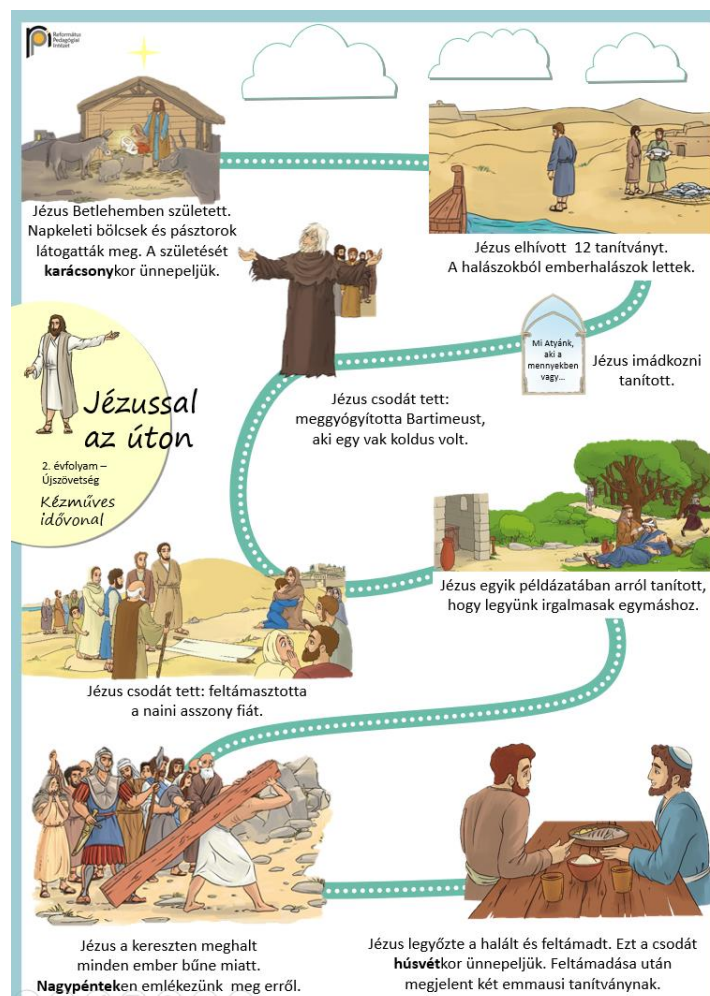 Református
Pedagógiai
Intézet
Jézus Betlehemben született.
Napkeleti bölcsek és pásztorok
látogatták meg. A születését
karácsonykor ünnepeljük.
Jézus elhívott 12 tanítványt.
A halászokból emberhalászok lettek.
Mi Atyánk,
aki a
mennyekben
vagy...
Jézus imádkozni
tanított.
Jézus csodát tett:
meggyógyította Bartimeust,
aki egy vak koldus volt.
Jézussal
az úton
2. évfolyam –
Újszövetség
Kézműves
idővonal
Jézus egyik példázatában arról tanított,
hogy legyünk irgalmasak egymáshoz.
Jézus csodát tett: feltámasztotta
a naini asszony fiát.
Jézus a kereszten meghalt
minden ember bűne miatt.
Nagypénteken emlékezünk meg erről.
Jézus legyőzte a halált és feltámadt. Ezt a csodát
húsvétkor ünnepeljük. Feltámadása után
megjelent két emmausi tanítványnak.